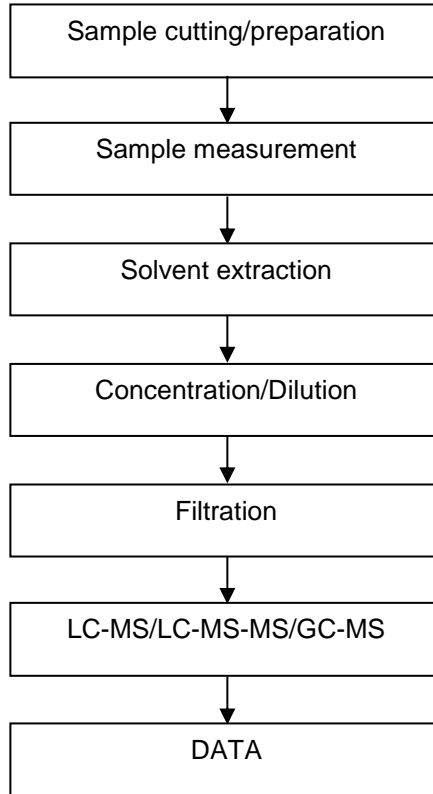 Sample cutting/preparation
Sample measurement
Solvent extraction
Concentration/Dilution
Filtration
LC-MS/LC-MS-MS/GC-MS
DATA